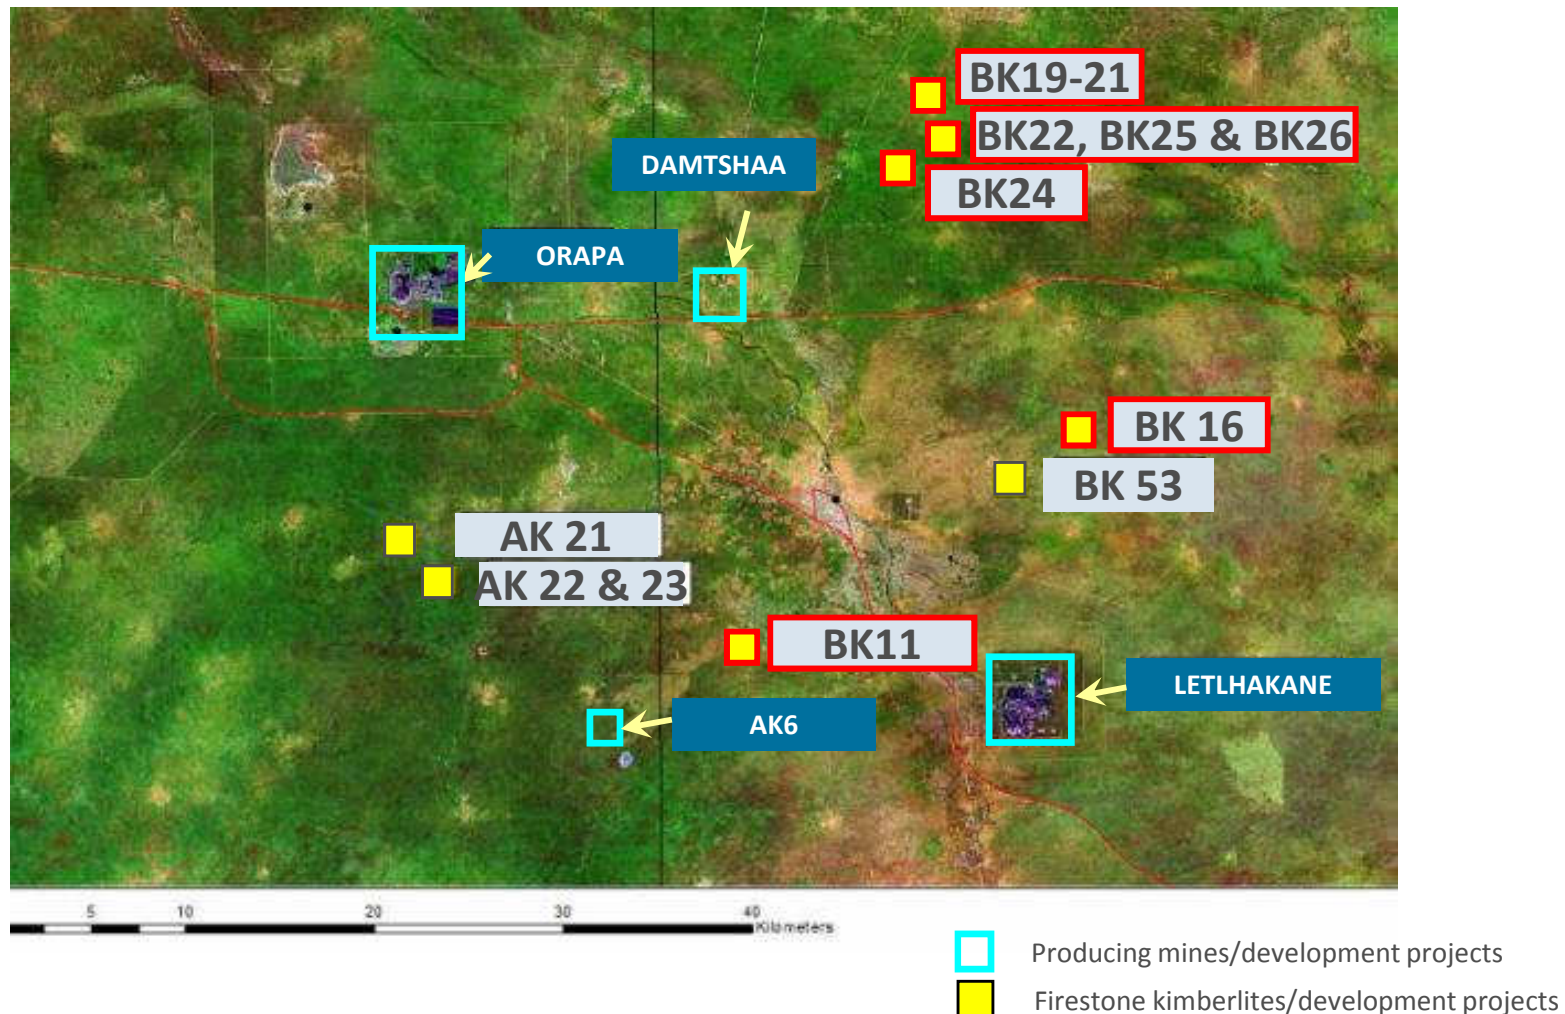 BK19-21
BK22, BK25 & BK26
DAMTSHAA
BK24
ORAPA
BK 16
BK 53
AK 21
AK 22 & 23
BK11
LETLHAKANE
AK6
5 10 20 30 40
Kilometers
Producing mines/development projects
Firestone kimberlites/development projects